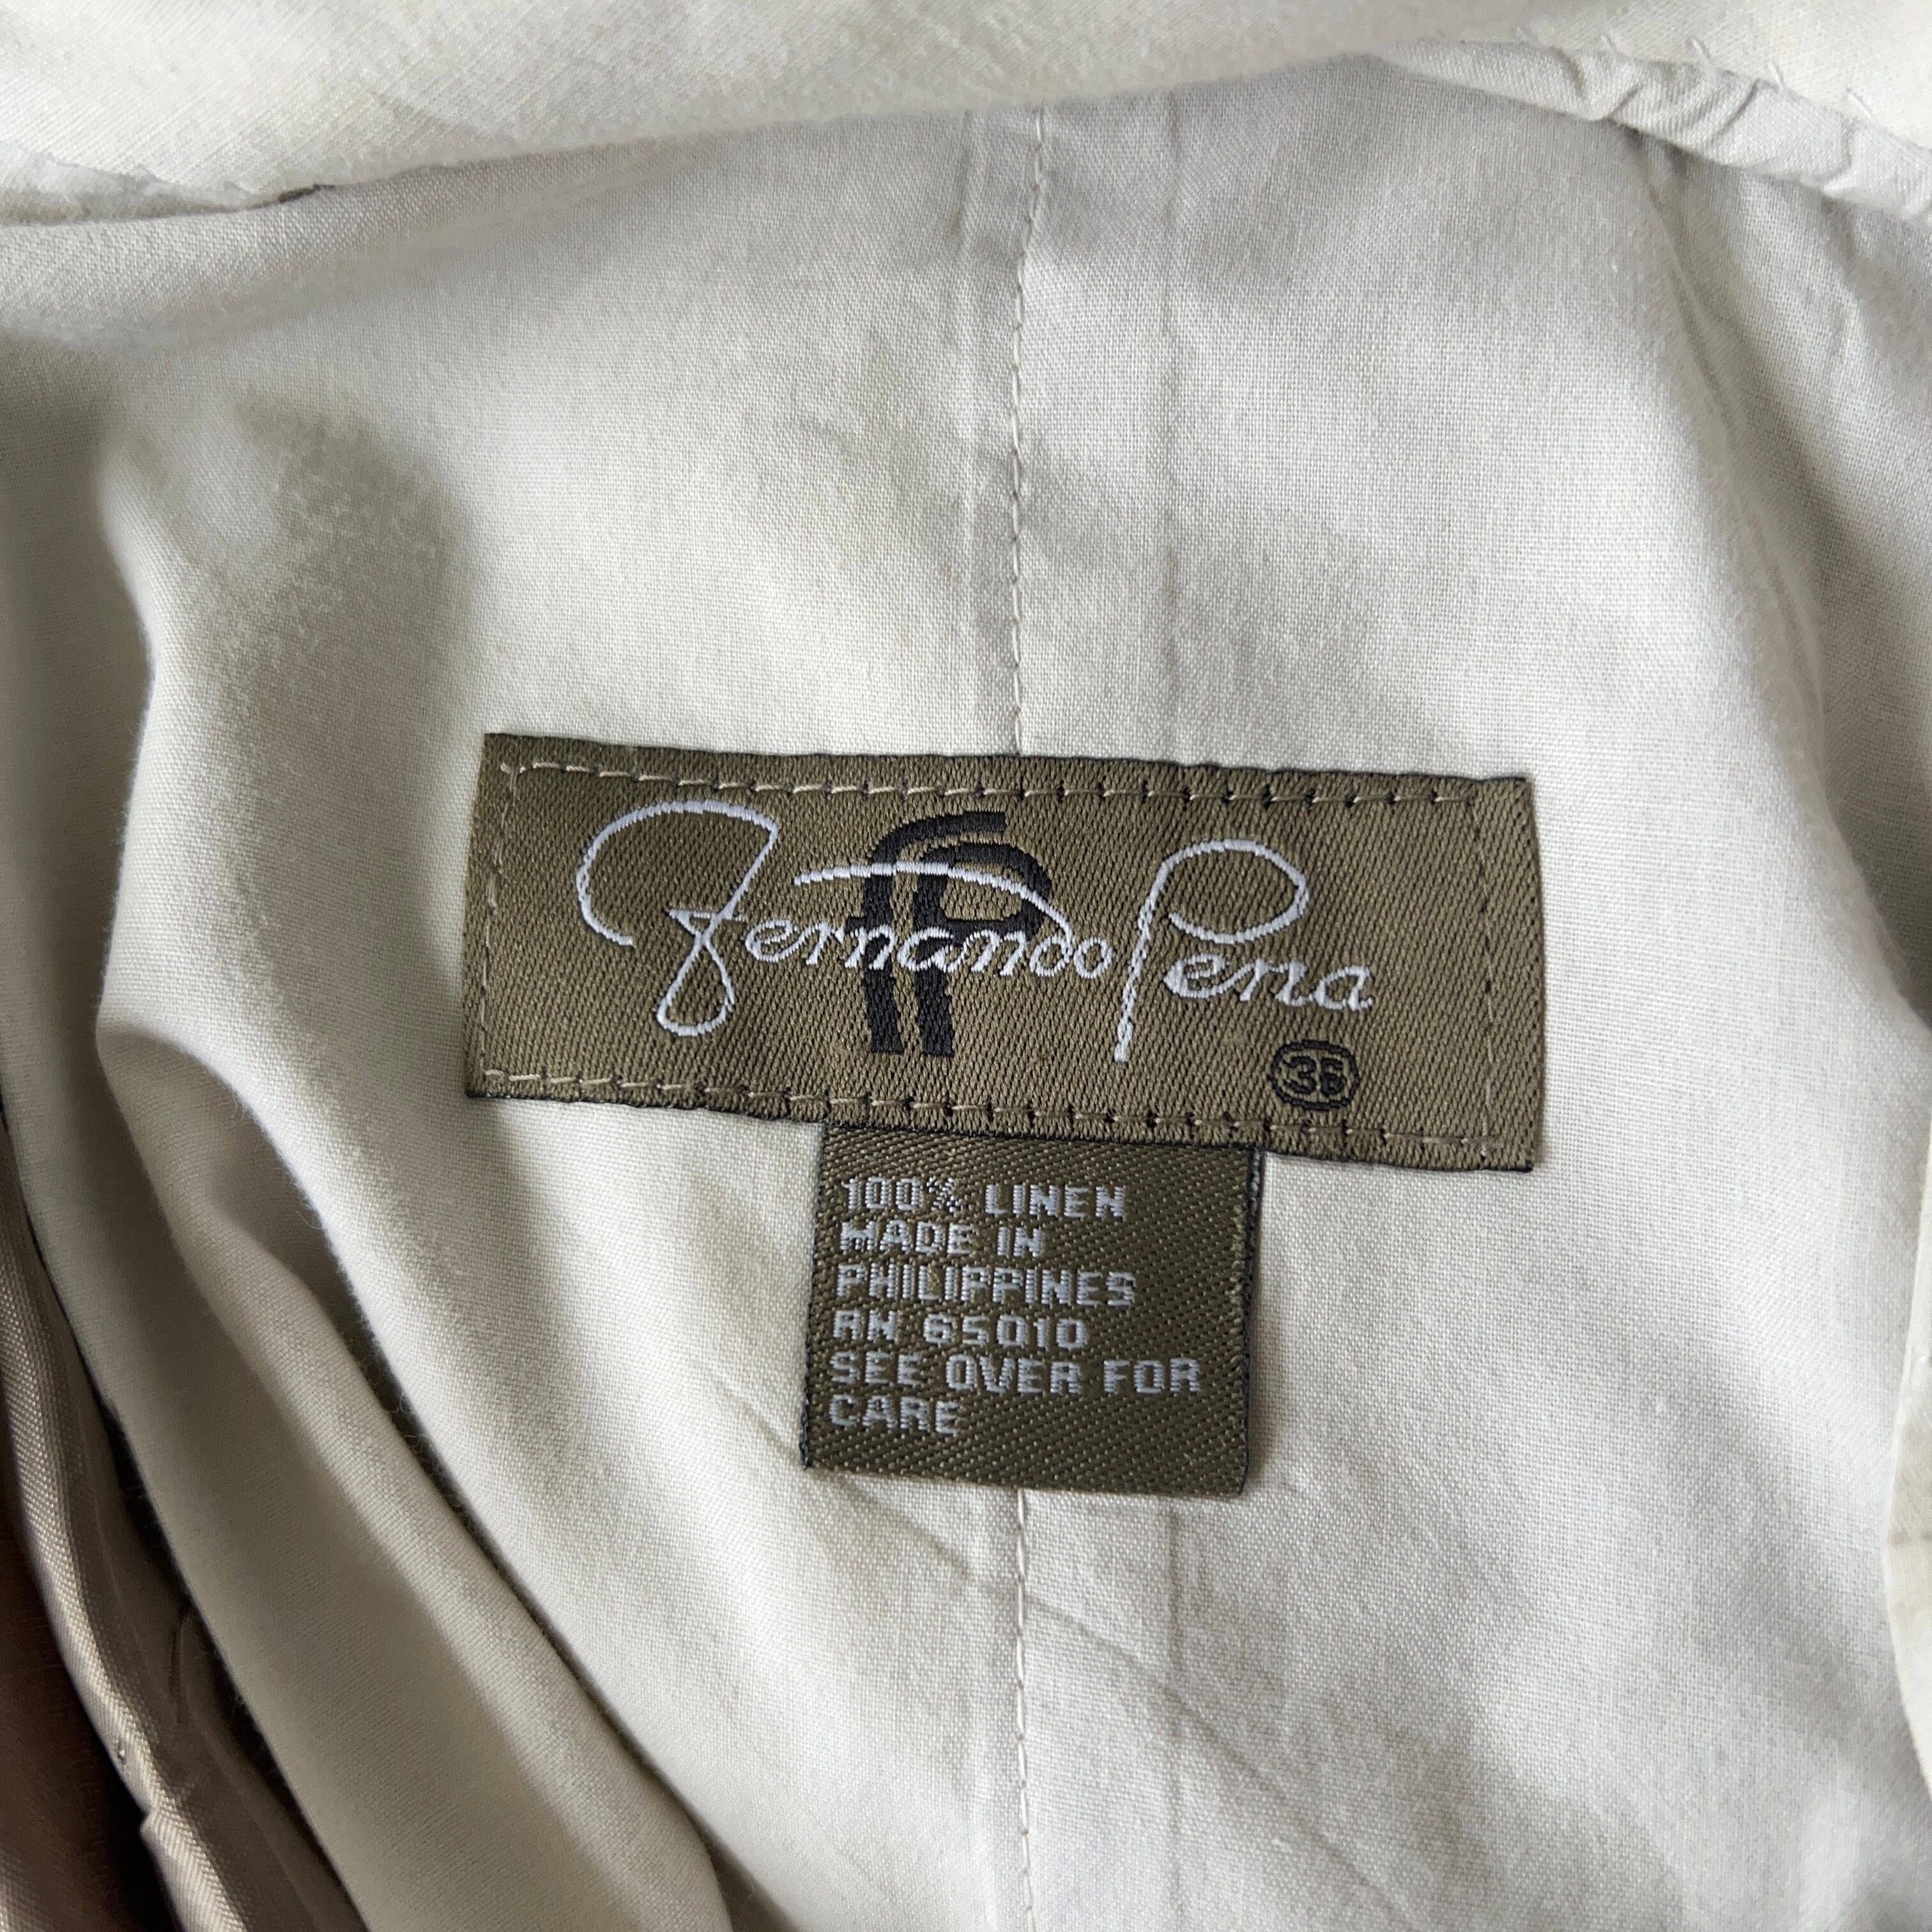 Fernando Pena
FP
36
100% LINEN
MADE IN
PHILIPPINES
RN 65010
SEE OVER FOR
CARE